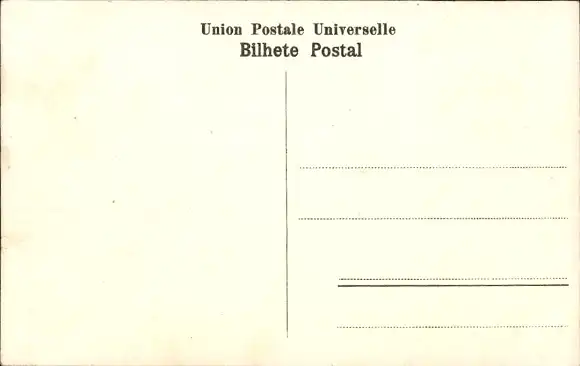 Union Postale Universelle
Bilhete Postal